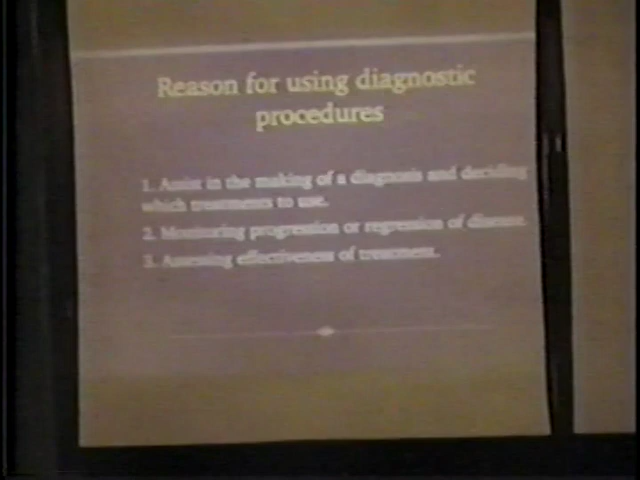 Reason for using diagnostic
procedures
1. Assist in the making of a diagnosis and deciding
which treatments to use.
2. Monitoring progression or regression of disease.
3. Assessing effectiveness of treatment.